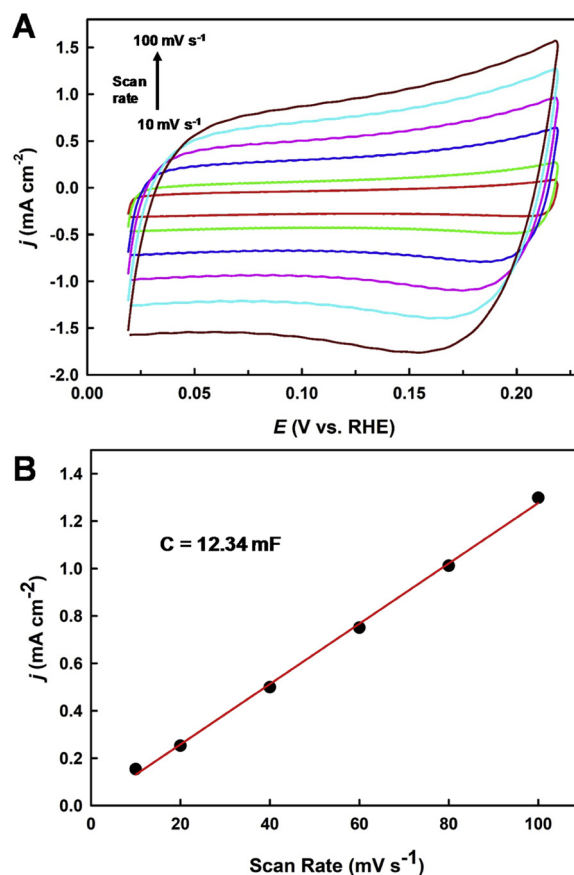 A
100 mV s⁻¹
Scan
rate
10 mV s⁻¹
1.5
1.0
0.5
0.0
-0.5
-1.0
-1.5
-2.0
j (mA cm⁻²)
0.00 0.05 0.10 0.15 0.20
E (V vs. RHE)
B
C = 12.34 mF
1.4
1.2
1.0
0.8
0.6
0.4
0.2
0.0
j (mA cm⁻²)
0 20 40 60 80 100
Scan Rate (mV s⁻¹)